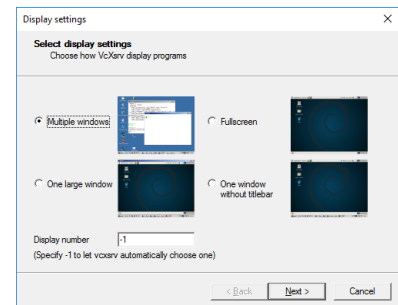 Display settings
Select display settings
Choose how VcXsrv display programs
Multiple windows
Fullscreen
One large window
One window
without titlebar
Display number
-1
(Specify -1 to let vcxsrv automatically choose one)
< Back
Next >
Cancel